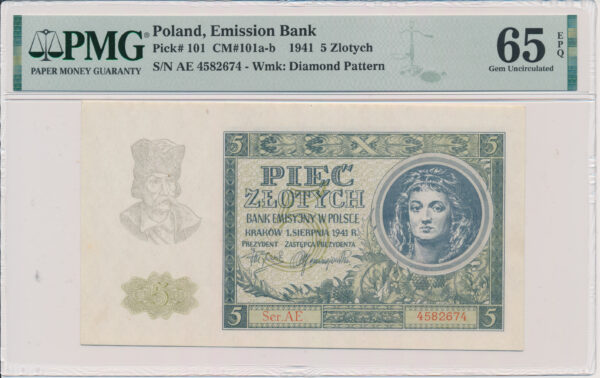 PMG
PAPER MONEY GUARANTY
Poland, Emission Bank
Pick# 101 CM#101a-b 1941 5 Zlotych
S/N AE 4582674 - Wmk: Diamond Pattern
65 EPQ
Gem Uncirculated
5
5
PIĘĆ
ZŁOTYCH
BANK EMISYJNY W POLSCE
KRAKÓW 1. SIERPNIA 1941 R.
PREZYDENT ZASTĘPCA PREZYDENTA
5
5 Ser. AE 4582674 5